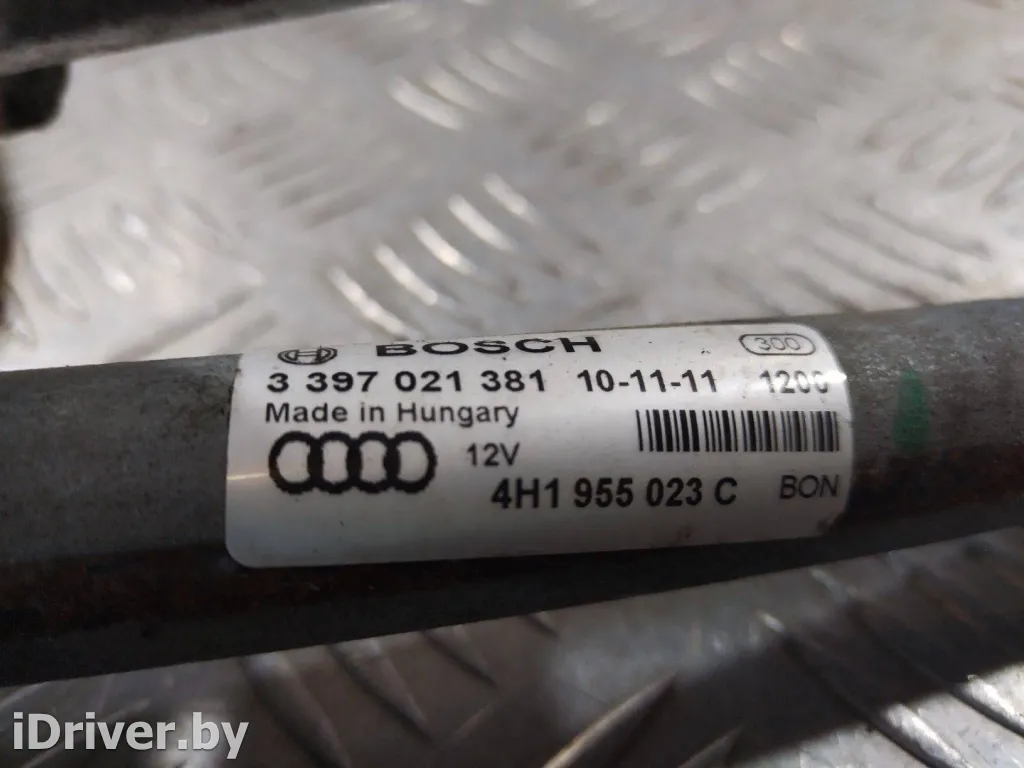 BOSCH 300
3 397 021 381 10-11-11 1200
Made in Hungary
12V
4H1 955 023 C BON
iDriver.by